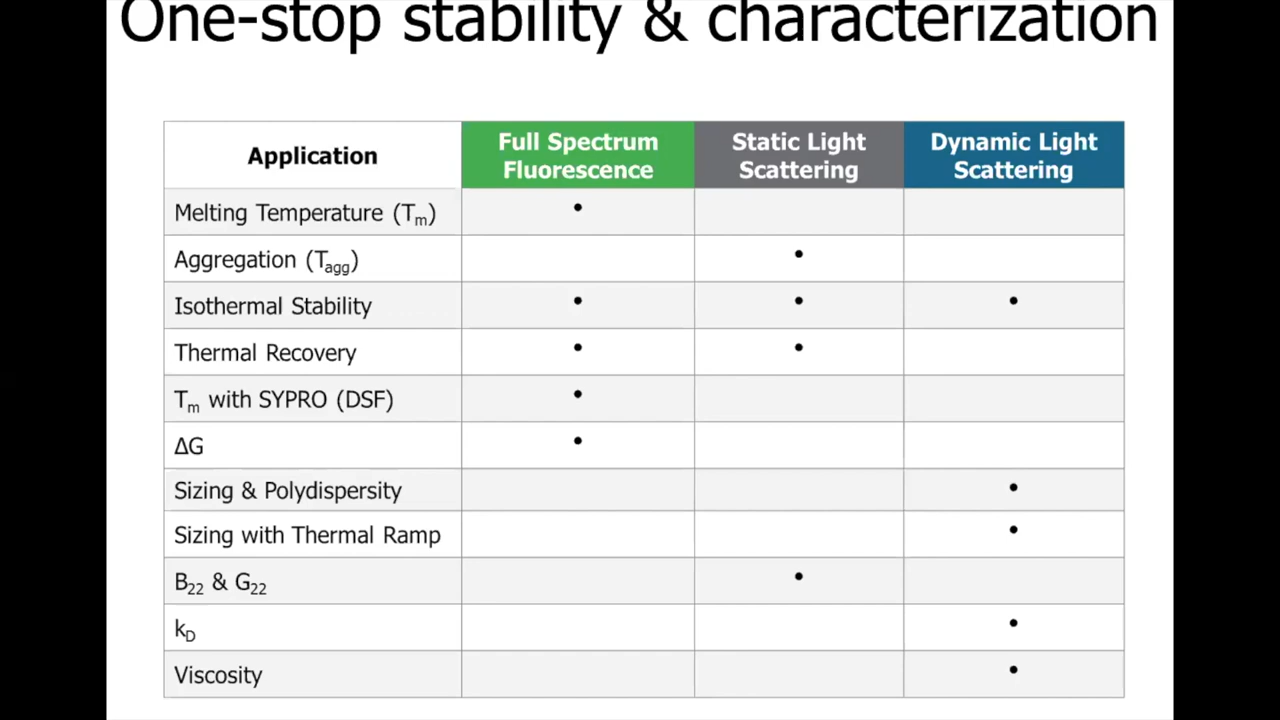 One-stop stability & characterization
Application
Full Spectrum
Fluorescence
Static Light
Scattering
Dynamic Light
Scattering
Melting Temperature (Tm) •
Aggregation (Tagg) •
Isothermal Stability • • •
Thermal Recovery • •
Tm with SYPRO (DSF) •
ΔG •
Sizing & Polydispersity •
Sizing with Thermal Ramp •
B22 & G22 •
kD •
Viscosity •